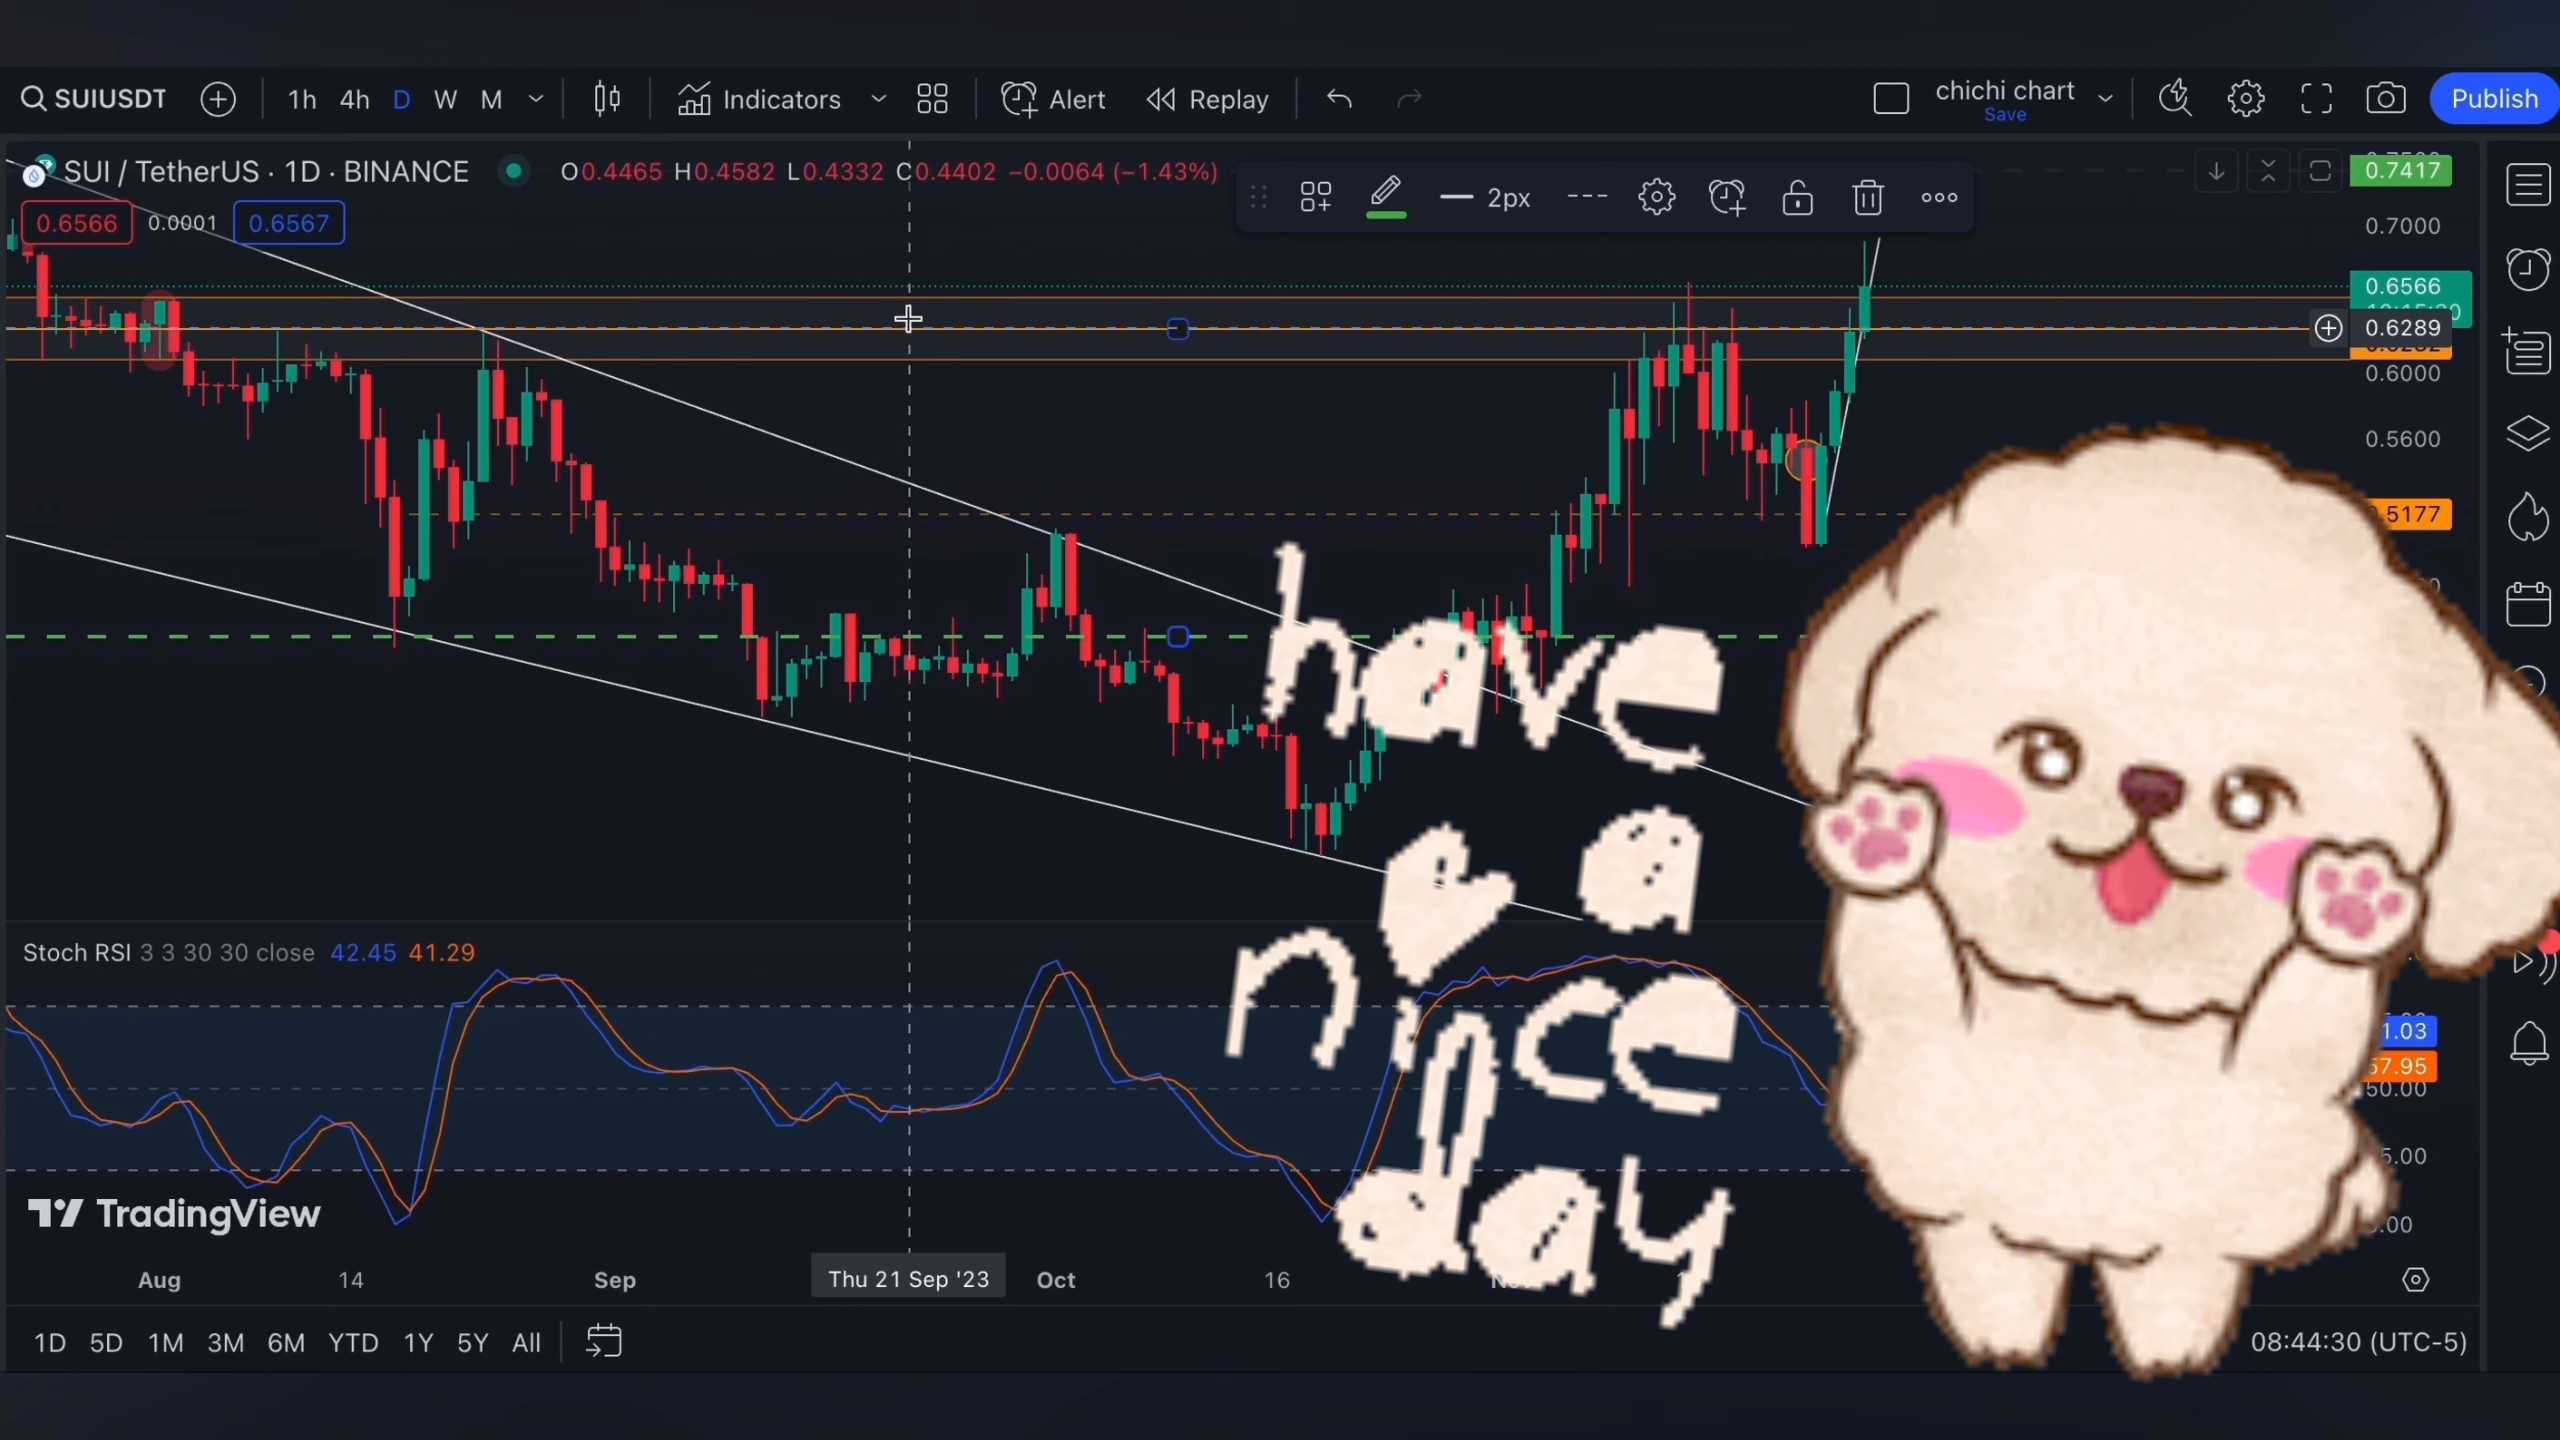 SUIUSDT 1h 4h D W M Indicators Alert Replay chichi chart Save Publish
SUI / TetherUS · 1D · BINANCE O0.4465 H0.4582 L0.4332 C0.4402 −0.0064 (−1.43%)
2px
0.7417
0.6566 0.0001 0.6567
0.7000
0.6566
0.6289
0.6000
0.5600
5177
have
a
nice
day
Stoch RSI 3 3 30 30 close 42.45 41.29
1.03
57.95
50.00
5.00
.00
TradingView
Aug 14 Sep Thu 21 Sep '23 Oct 16
1D 5D 1M 3M 6M YTD 1Y 5Y All 08:44:30 (UTC-5)